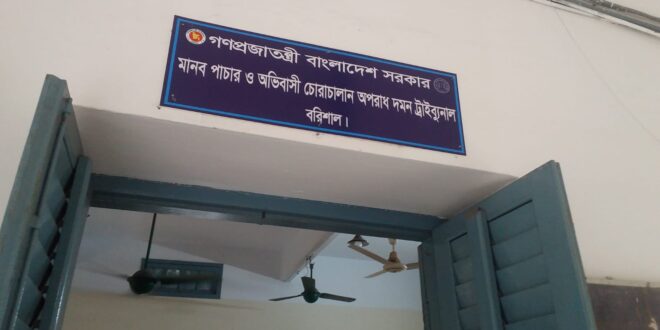 গণপ্রজাতন্ত্রী বাংলাদেশ সরকার
মানব পাচার ও অভিবাসী চোরাচালান অপরাধ দমন ট্রাইব্যুনাল
বরিশাল।